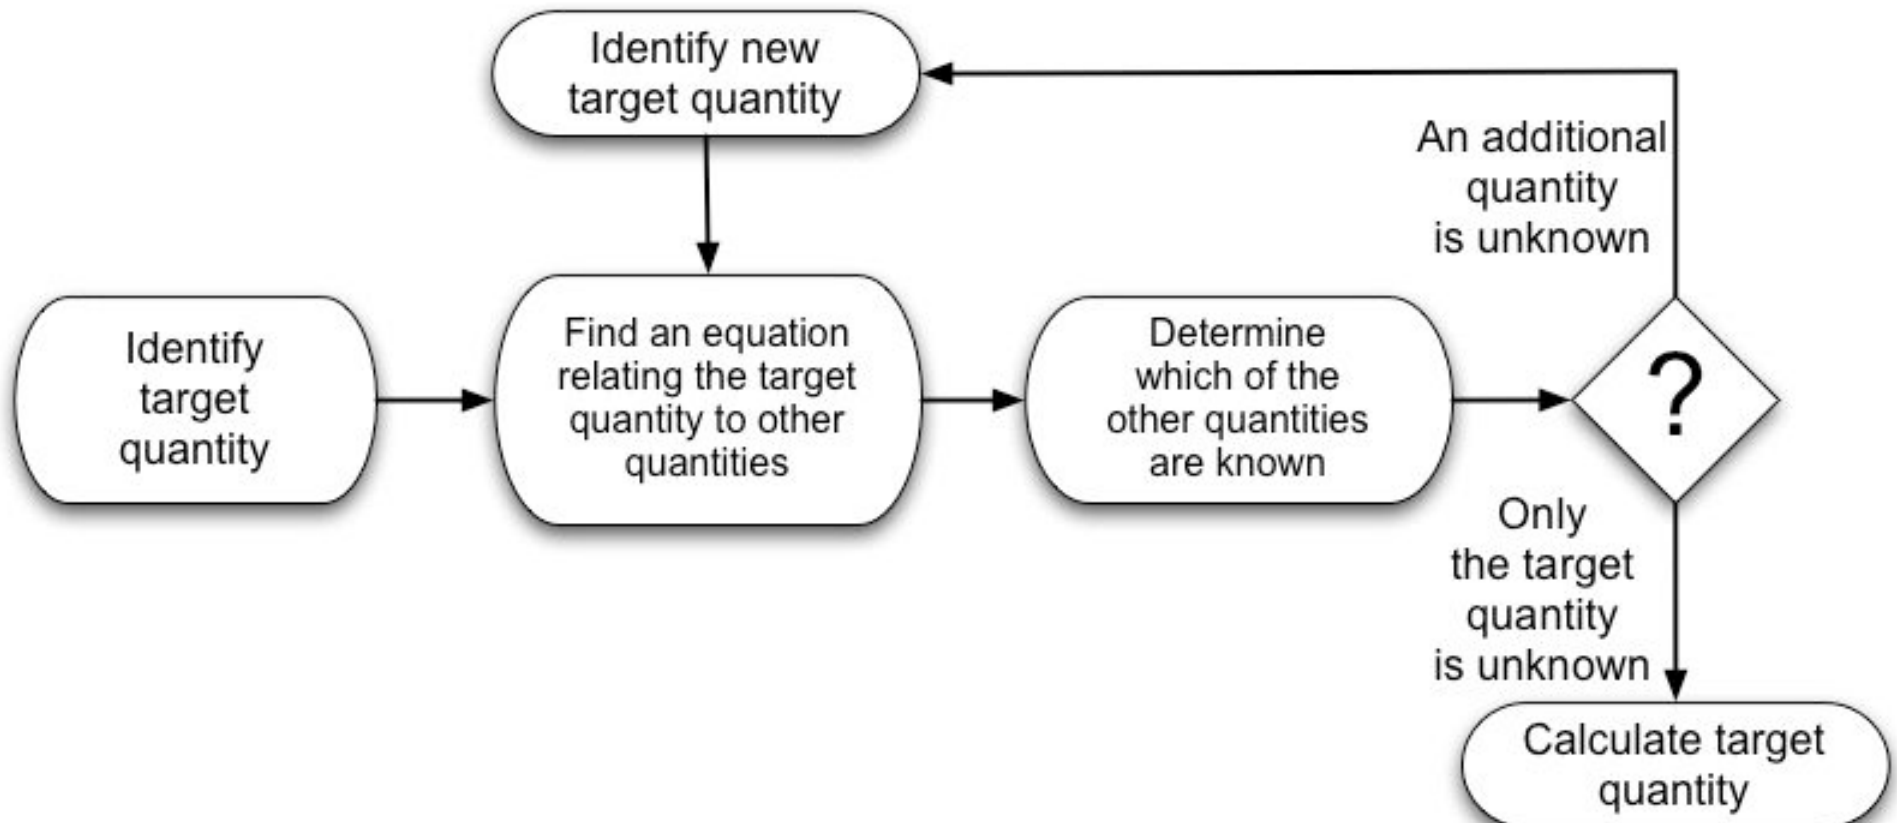 Identify new
target quantity
An additional
quantity
is unknown
Identify
target
quantity
Find an equation
relating the target
quantity to other
quantities
Determine
which of the
other quantities
are known
?
Only
the target
quantity
is unknown
Calculate target
quantity